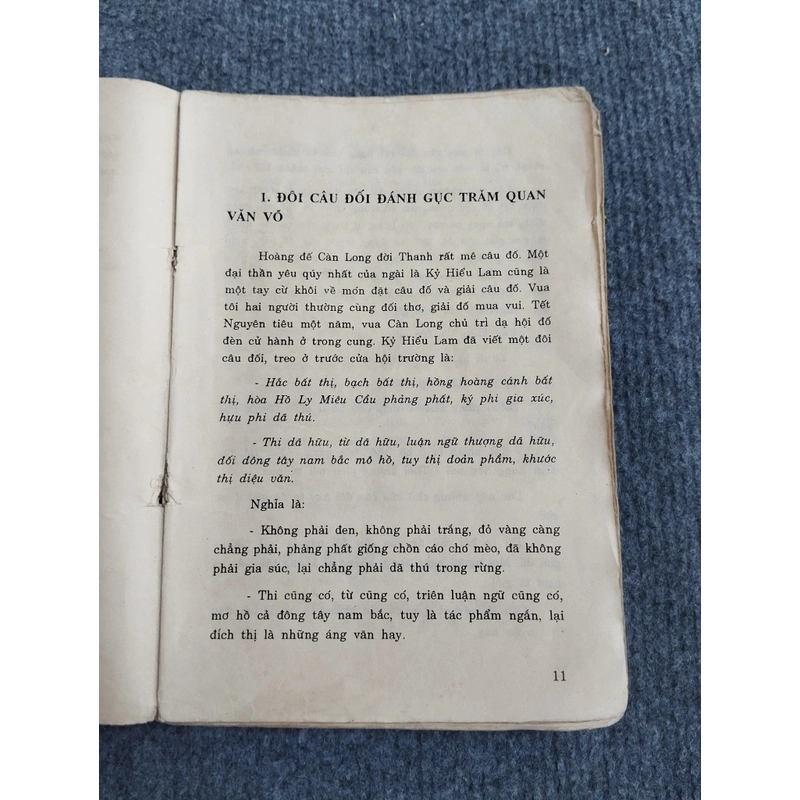 1. ĐÔI CÂU ĐỐI ĐÁNH GỤC TRĂM QUAN
VĂN VÕ
Hoàng đế Càn Long đời Thanh rất mê câu đố. Một
đại thần yêu qúy nhất của ngài là Kỷ Hiểu Lam cũng là
một tay cừ khôi về món đặt câu đố và giải câu đố. Vua
tôi hai người thường cùng đối thơ, giải đố mua vui. Tết
Nguyên tiêu một năm, vua Càn Long chủ trì dạ hội đố
đèn cử hành ở trong cung. Kỷ Hiểu Lam đã viết một đôi
câu đối, treo ở trước cửa hội trường là:
- Hắc bất thị, bạch bất thị, hồng hoàng cánh bất
thị, hòa Hồ Ly Miêu Cẩu phảng phất, ký phi gia xúc,
hựu phi dã thú.
- Thi dã hữu, từ dã hữu, luận ngữ thượng dã hữu,
đối đông tây nam bắc mô hồ, tuy thị đoản phẩm, khước
thị diệu văn.
Nghỉa là:
- Không phải đen, không phải trắng, đỏ vàng càng
chẳng phải, phảng phất giống chồn cáo chó mèo, đã không
phải gia súc, lại chẳng phải dã thú trong rừng.
- Thi cũng có, từ cũng có, triên luận ngữ cũng có,
mơ hồ cả đông tây nam bắc, tuy là tác phẩm ngắn, lại
đích thị là những áng văn hay.
11